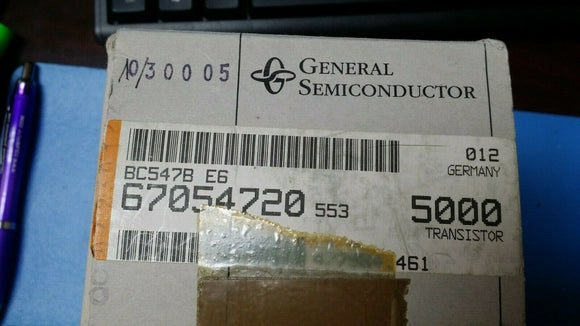 10/30005
GENERAL
SEMICONDUCTOR
012
GERMANY
BC547B E6
67054720 553
5000
TRANSISTOR
461